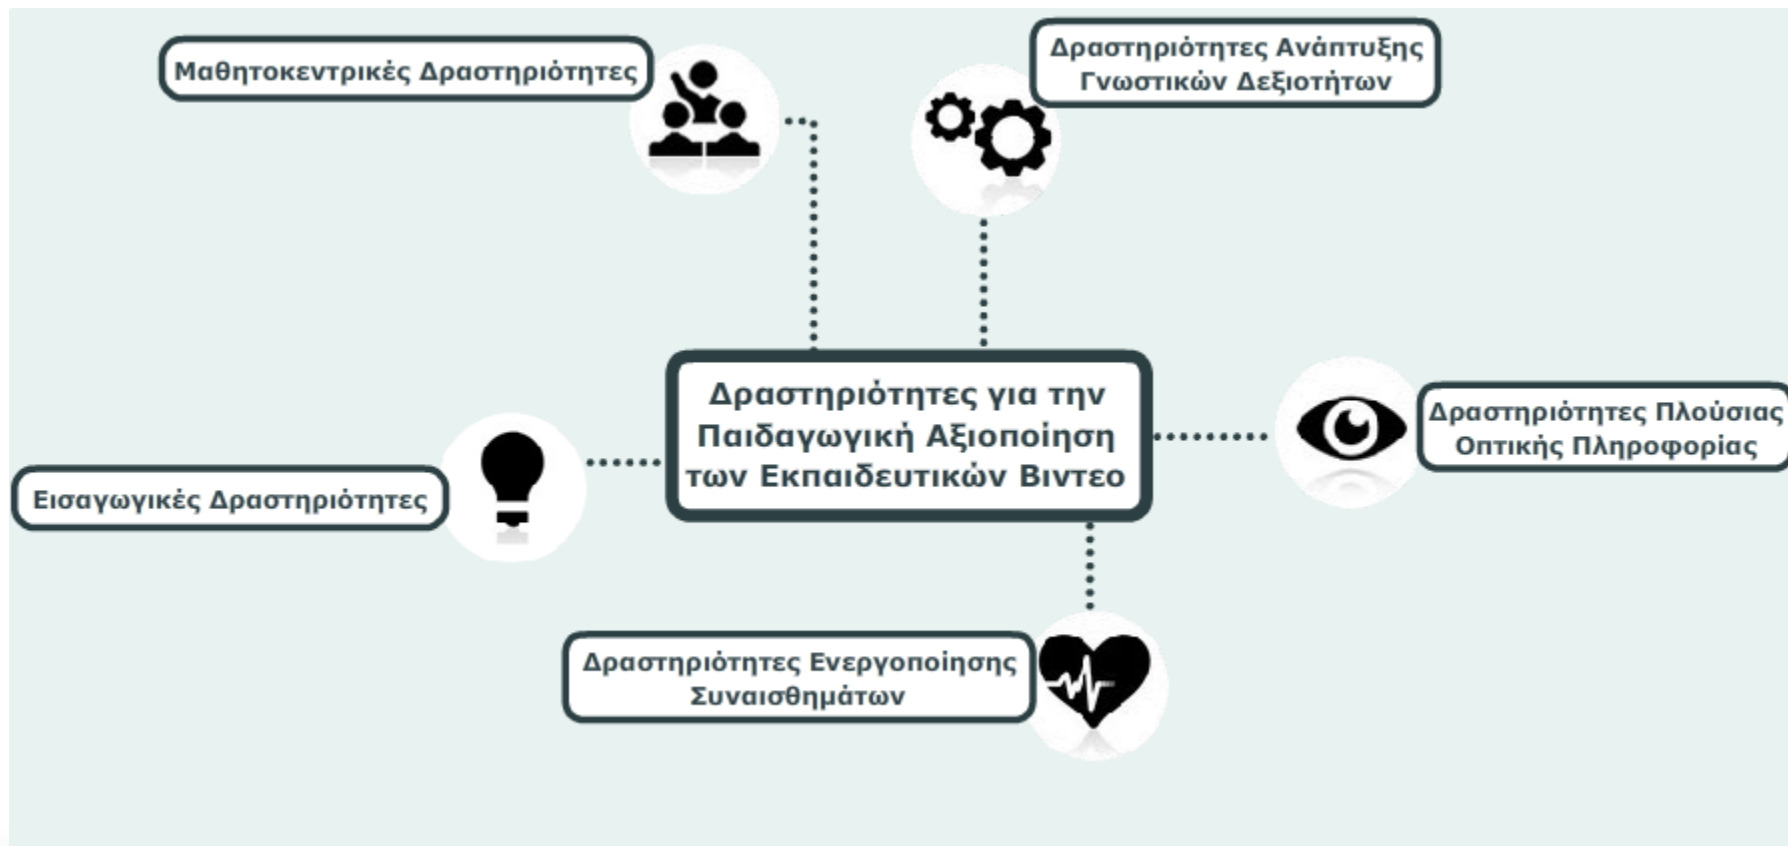 Μαθητοκεντρικές Δραστηριότητες
Δραστηριότητες Ανάπτυξης
Γνωστικών Δεξιοτήτων
Δραστηριότητες για την
Παιδαγωγική Αξιοποίηση
των Εκπαιδευτικών Βιντεο
Δραστηριότητες Πλούσιας
Οπτικής Πληροφορίας
Εισαγωγικές Δραστηριότητες
Δραστηριότητες Ενεργοποίησης
Συναισθημάτων